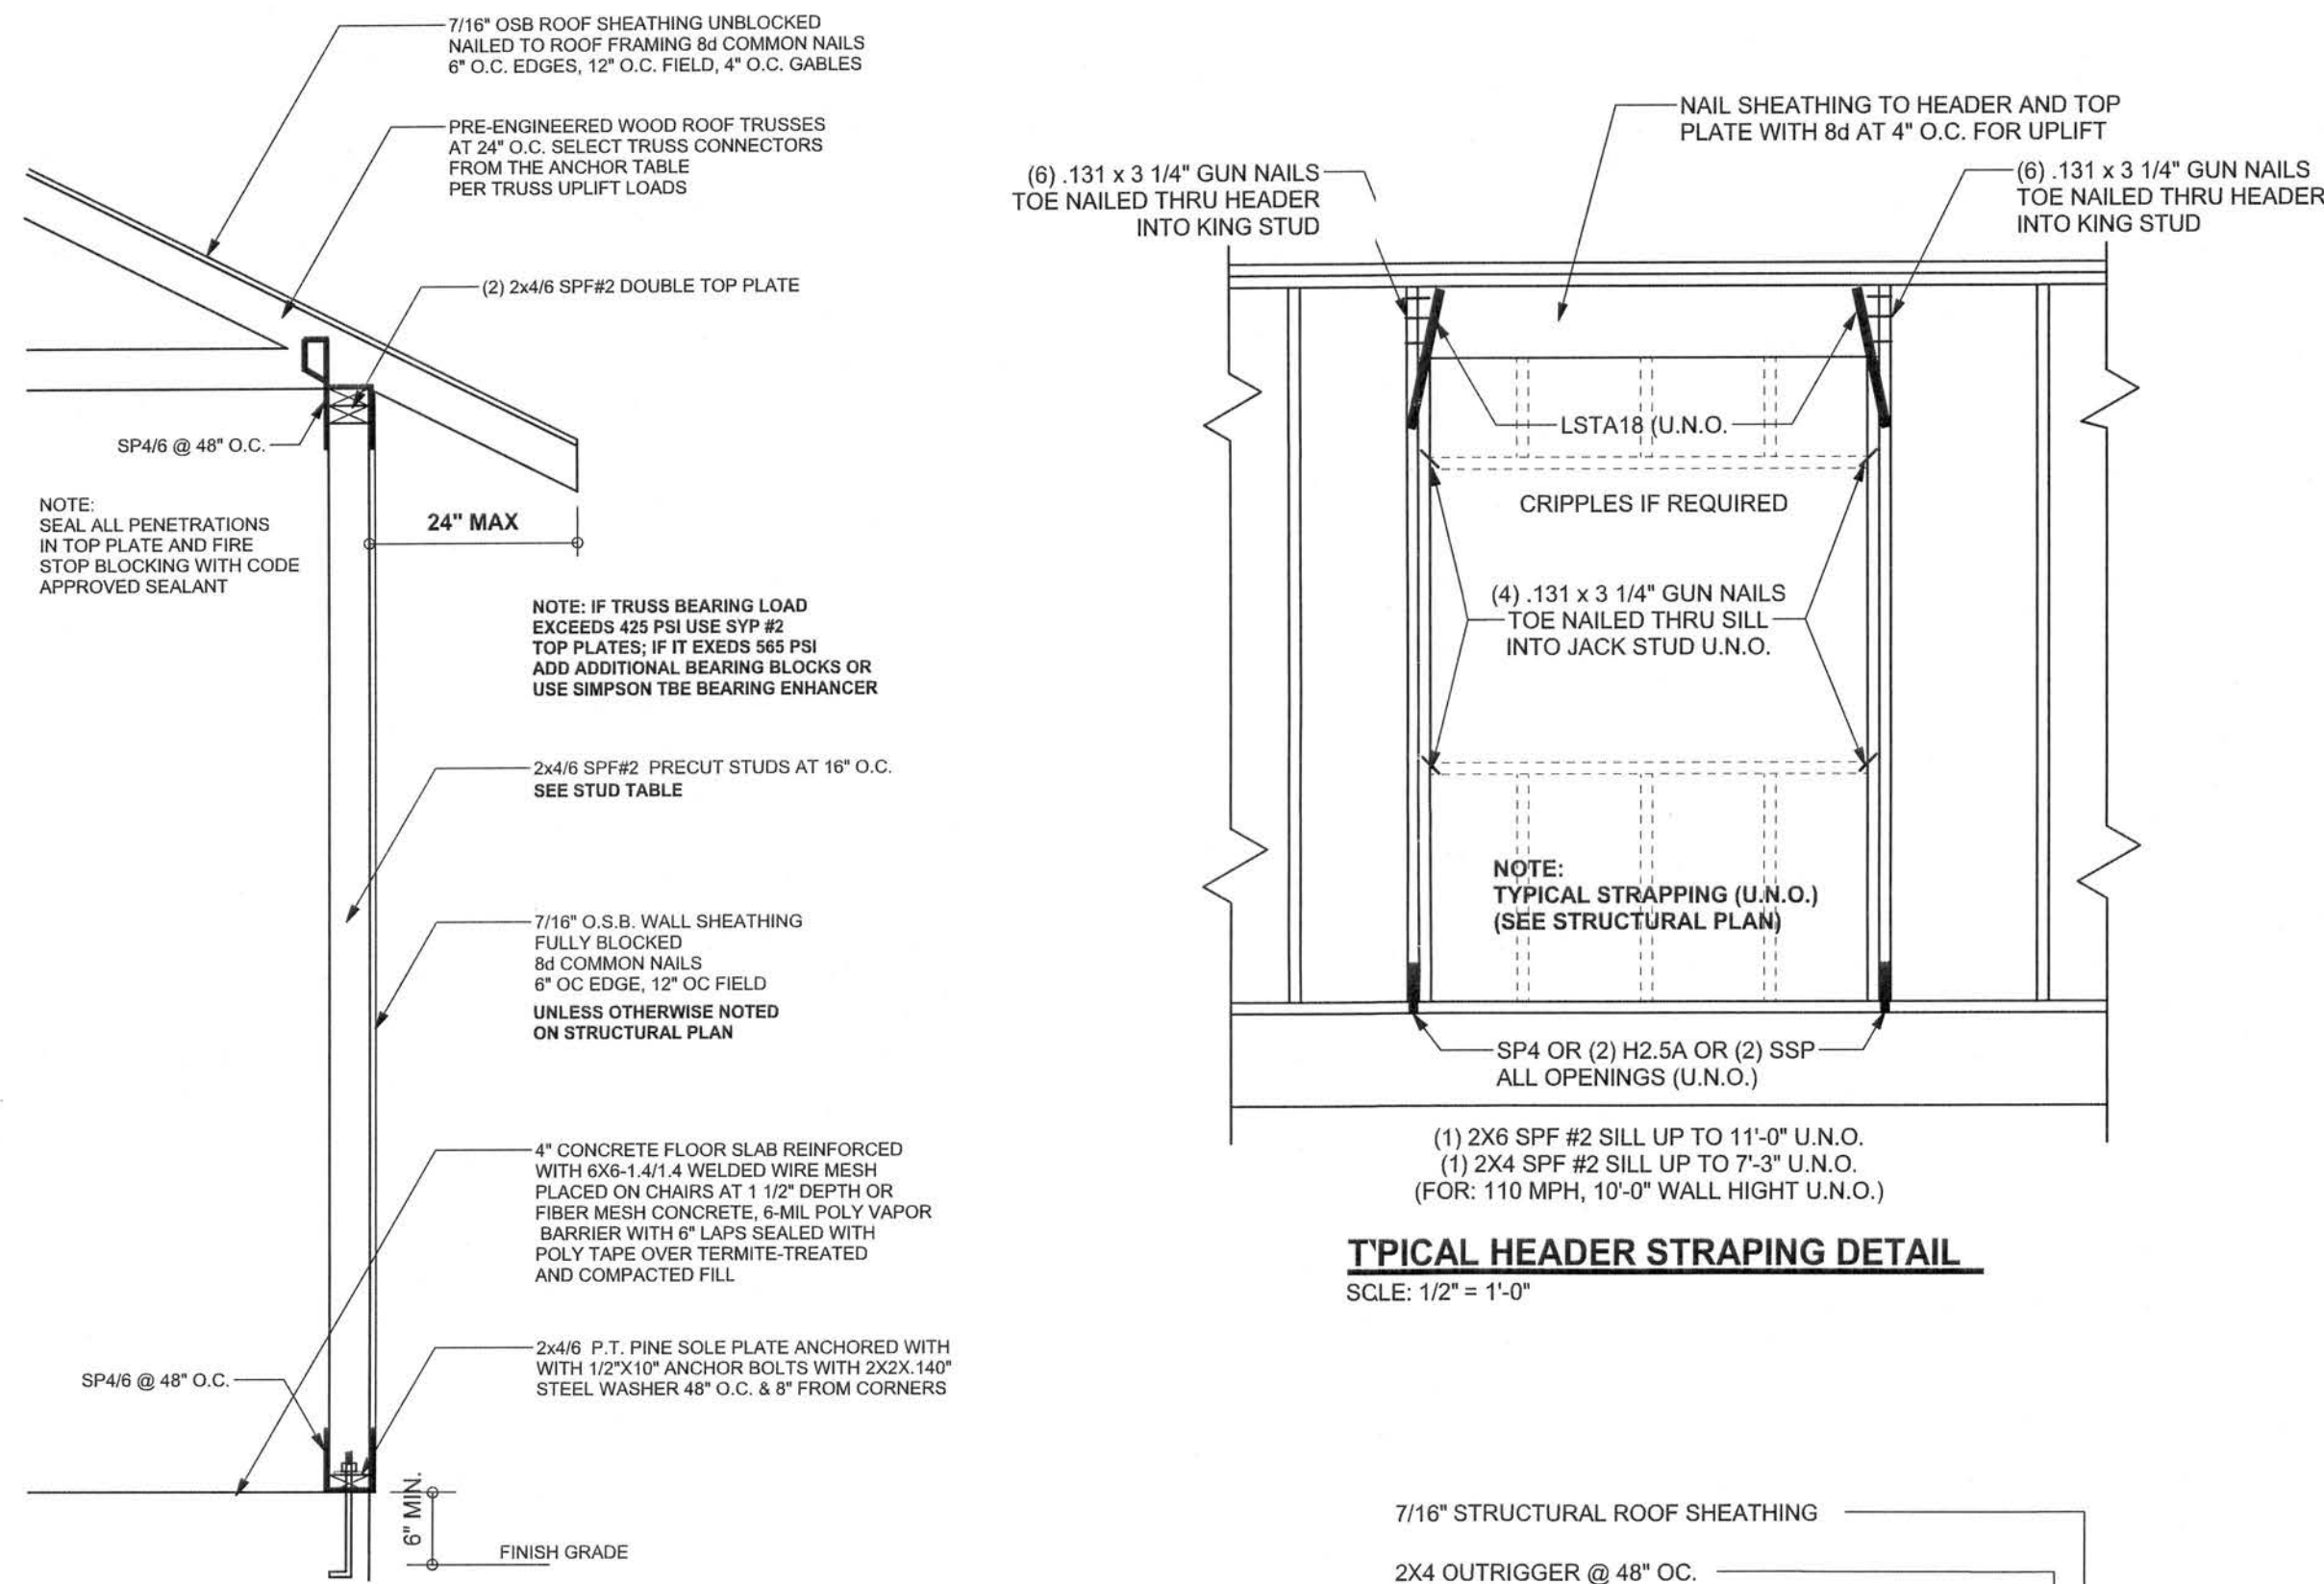 7/16" OSB ROOF SHEATHING UNBLOCKED
NAILED TO ROOF FRAMING 8d COMMON NAILS
6" O.C. EDGES, 12" O.C. FIELD, 4" O.C. GABLES
PRE-ENGINEERED WOOD ROOF TRUSSES
AT 24" O.C. SELECT TRUSS CONNECTORS
FROM THE ANCHOR TABLE
PER TRUSS UPLIFT LOADS
(2) 2x4/6 SPF#2 DOUBLE TOP PLATE
SP4/6 @ 48" O.C.
NOTE:
SEAL ALL PENETRATIONS
IN TOP PLATE AND FIRE
STOP BLOCKING WITH CODE
APPROVED SEALANT
24" MAX
NOTE: IF TRUSS BEARING LOAD
EXCEEDS 425 PSI USE SYP #2
TOP PLATES; IF IT EXEDS 565 PSI
ADD ADDITIONAL BEARING BLOCKS OR
USE SIMPSON TBE BEARING ENHANCER
2x4/6 SPF#2 PRECUT STUDS AT 16" O.C.
SEE STUD TABLE
7/16" O.S.B. WALL SHEATHING
FULLY BLOCKED
8d COMMON NAILS
6" OC EDGE, 12" OC FIELD
UNLESS OTHERWISE NOTED
ON STRUCTURAL PLAN
4" CONCRETE FLOOR SLAB REINFORCED
WITH 6X6-1.4/1.4 WELDED WIRE MESH
PLACED ON CHAIRS AT 1 1/2" DEPTH OR
FIBER MESH CONCRETE, 6-MIL POLY VAPOR
BARRIER WITH 6" LAPS SEALED WITH
POLY TAPE OVER TERMITE-TREATED
AND COMPACTED FILL
2x4/6 P.T. PINE SOLE PLATE ANCHORED WITH
WITH 1/2"X10" ANCHOR BOLTS WITH 2X2X.140"
STEEL WASHER 48" O.C. & 8" FROM CORNERS
SP4/6 @ 48" O.C.
6" MIN.
FINISH GRADE
NAIL SHEATHING TO HEADER AND TOP
PLATE WITH 8d AT 4" O.C. FOR UPLIFT
(6) .131 x 3 1/4" GUN NAILS
TOE NAILED THRU HEADER
INTO KING STUD
(6) .131 x 3 1/4" GUN NAILS
TOE NAILED THRU HEADER
INTO KING STUD
LSTA18 (U.N.O.
CRIPPLES IF REQUIRED
(4) .131 x 3 1/4" GUN NAILS
TOE NAILED THRU SILL
INTO JACK STUD U.N.O.
NOTE:
TYPICAL STRAPPING (U.N.O.)
(SEE STRUCTURAL PLAN)
SP4 OR (2) H2.5A OR (2) SSP
ALL OPENINGS (U.N.O.)
(1) 2X6 SPF #2 SILL UP TO 11'-0" U.N.O.
(1) 2X4 SPF #2 SILL UP TO 7'-3" U.N.O.
(FOR: 110 MPH, 10'-0" WALL HIGHT U.N.O.)
T'PICAL HEADER STRAPING DETAIL
SCLE: 1/2" = 1'-0"
7/16" STRUCTURAL ROOF SHEATHING
2X4 OUTRIGGER @ 48" OC.